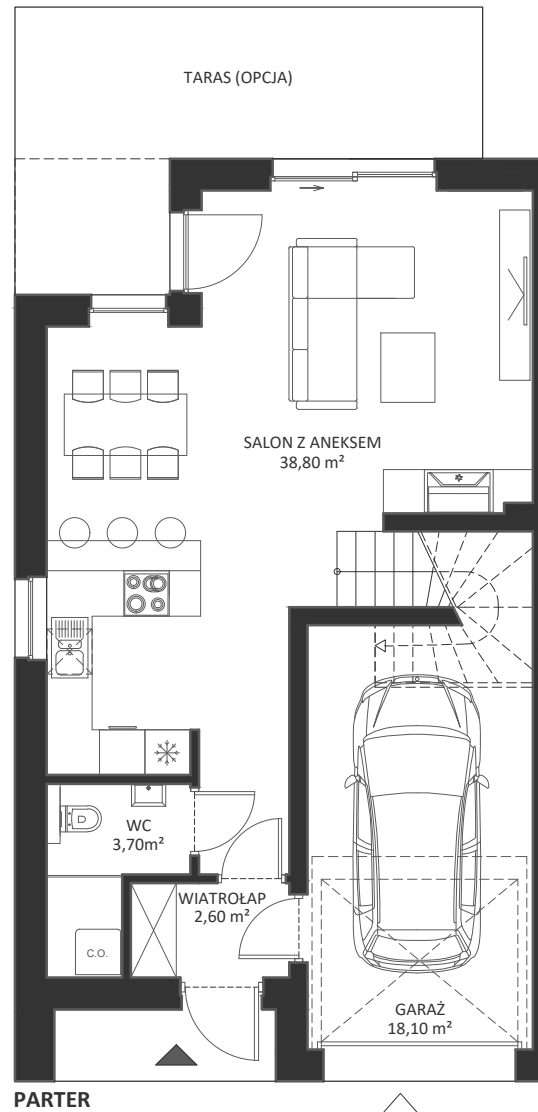 TARAS (OPCJA)
SALON Z ANEKSEM
38,80 m²
WC
3,70m²
WIATROŁAP
2,60 m²
C.O.
GARAŻ
18,10 m²
PARTER